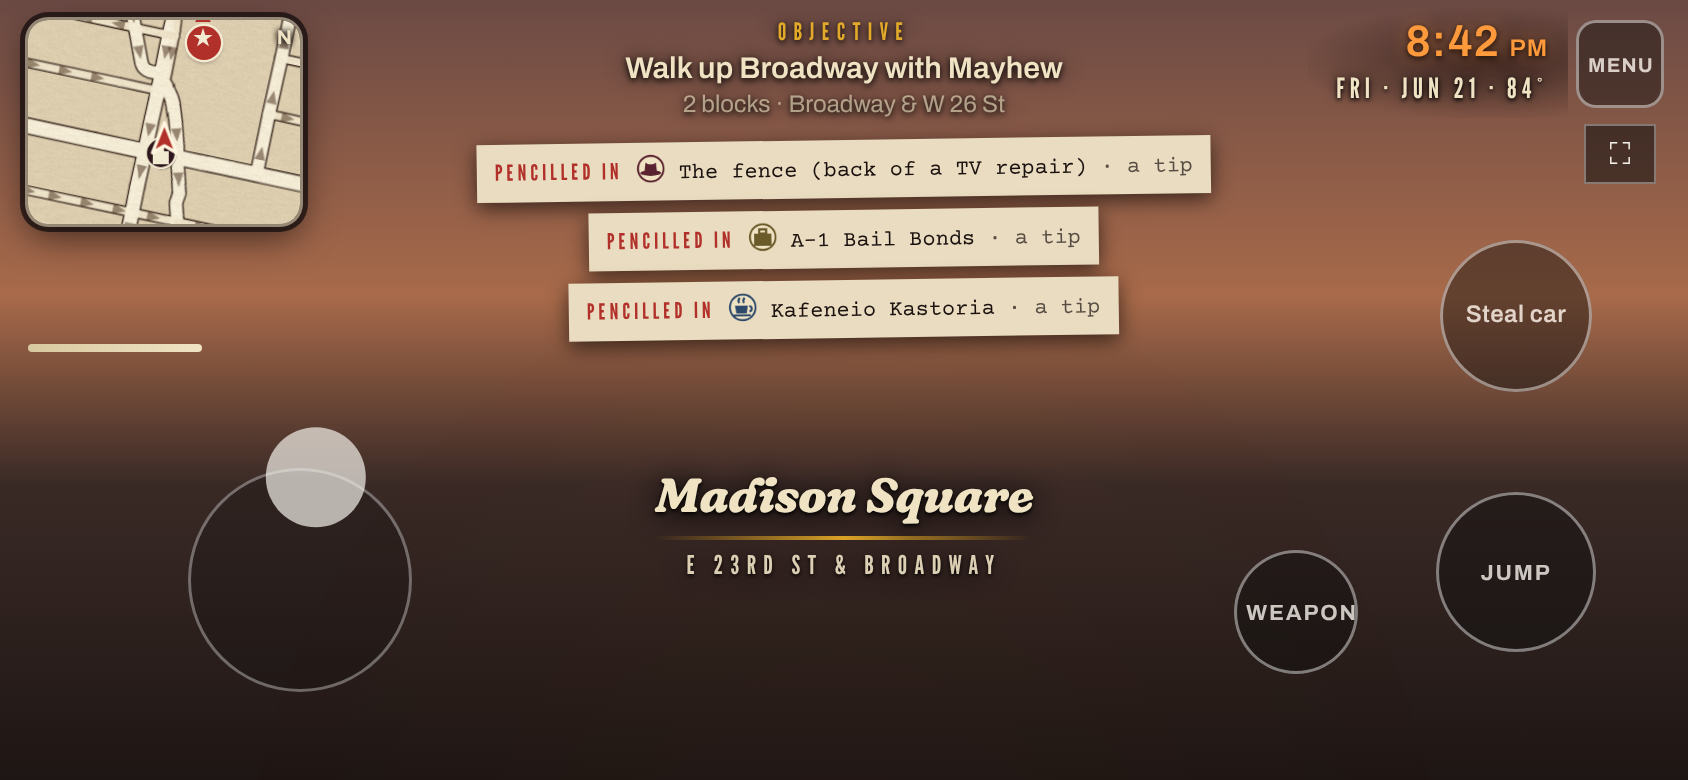 N
OBJECTIVE
Walk up Broadway with Mayhew
2 blocks · Broadway & W 26 St
8:42 PM
FRI · JUN 21 · 84°
MENU
PENCILLED IN The fence (back of a TV repair) · a tip
PENCILLED IN A-1 Bail Bonds · a tip
PENCILLED IN Kafeneio Kastoria · a tip
Steal car
Madison Square
E 23RD ST & BROADWAY
JUMP
WEAPON